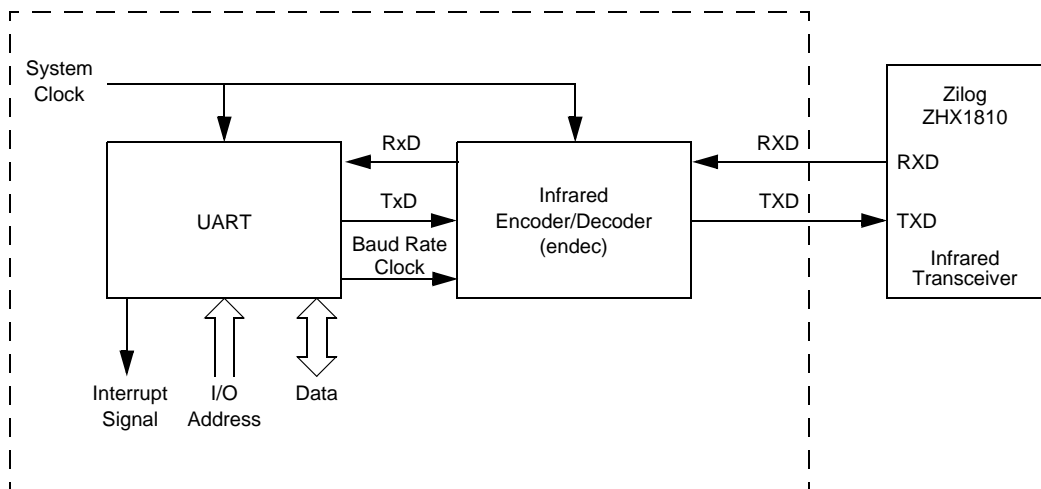 System
Clock
Zilog
ZHX1810
RxD
RXD
RXD
UART
TxD
Infrared
Encoder/Decoder
(endec)
TXD
TXD
Baud Rate
Clock
Infrared
Transceiver
Interrupt
Signal
I/O
Address
Data